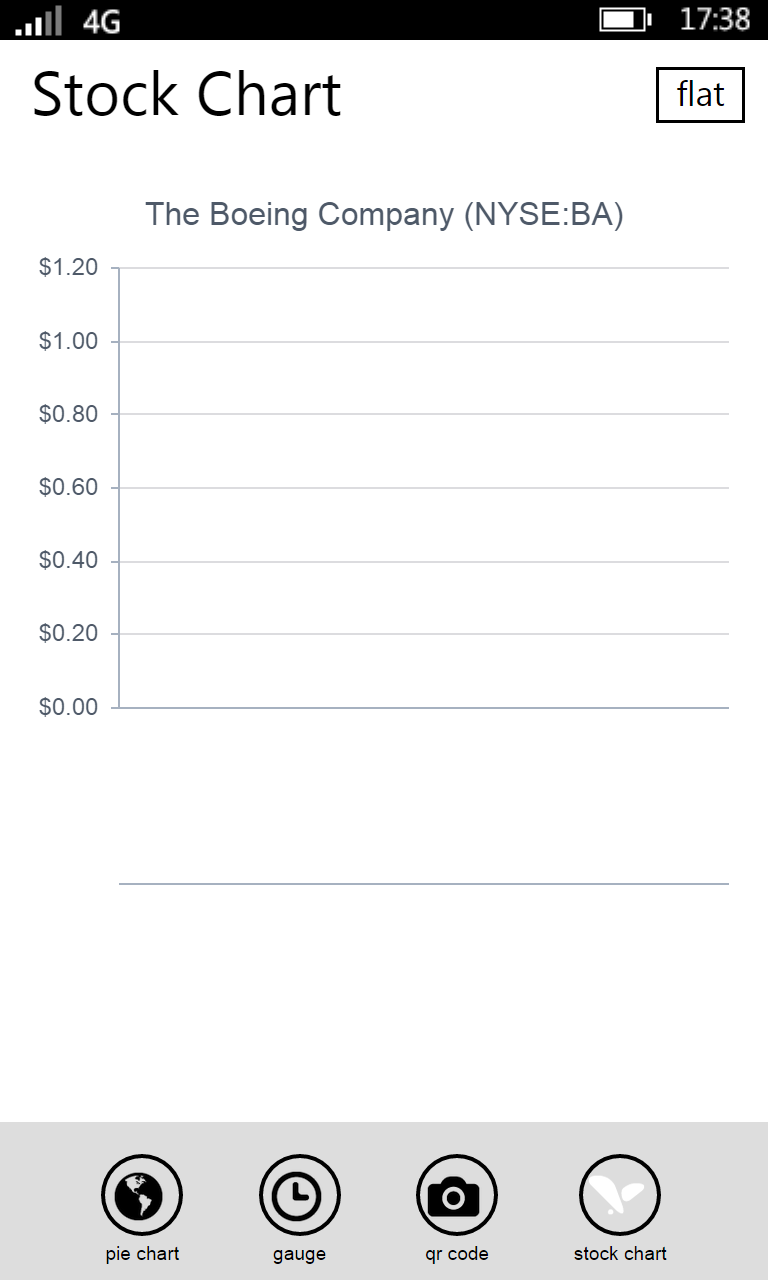 4G 17:38
Stock Chart flat
The Boeing Company (NYSE:BA)
$1.20
$1.00
$0.80
$0.60
$0.40
$0.20
$0.00
pie chart gauge qr code stock chart